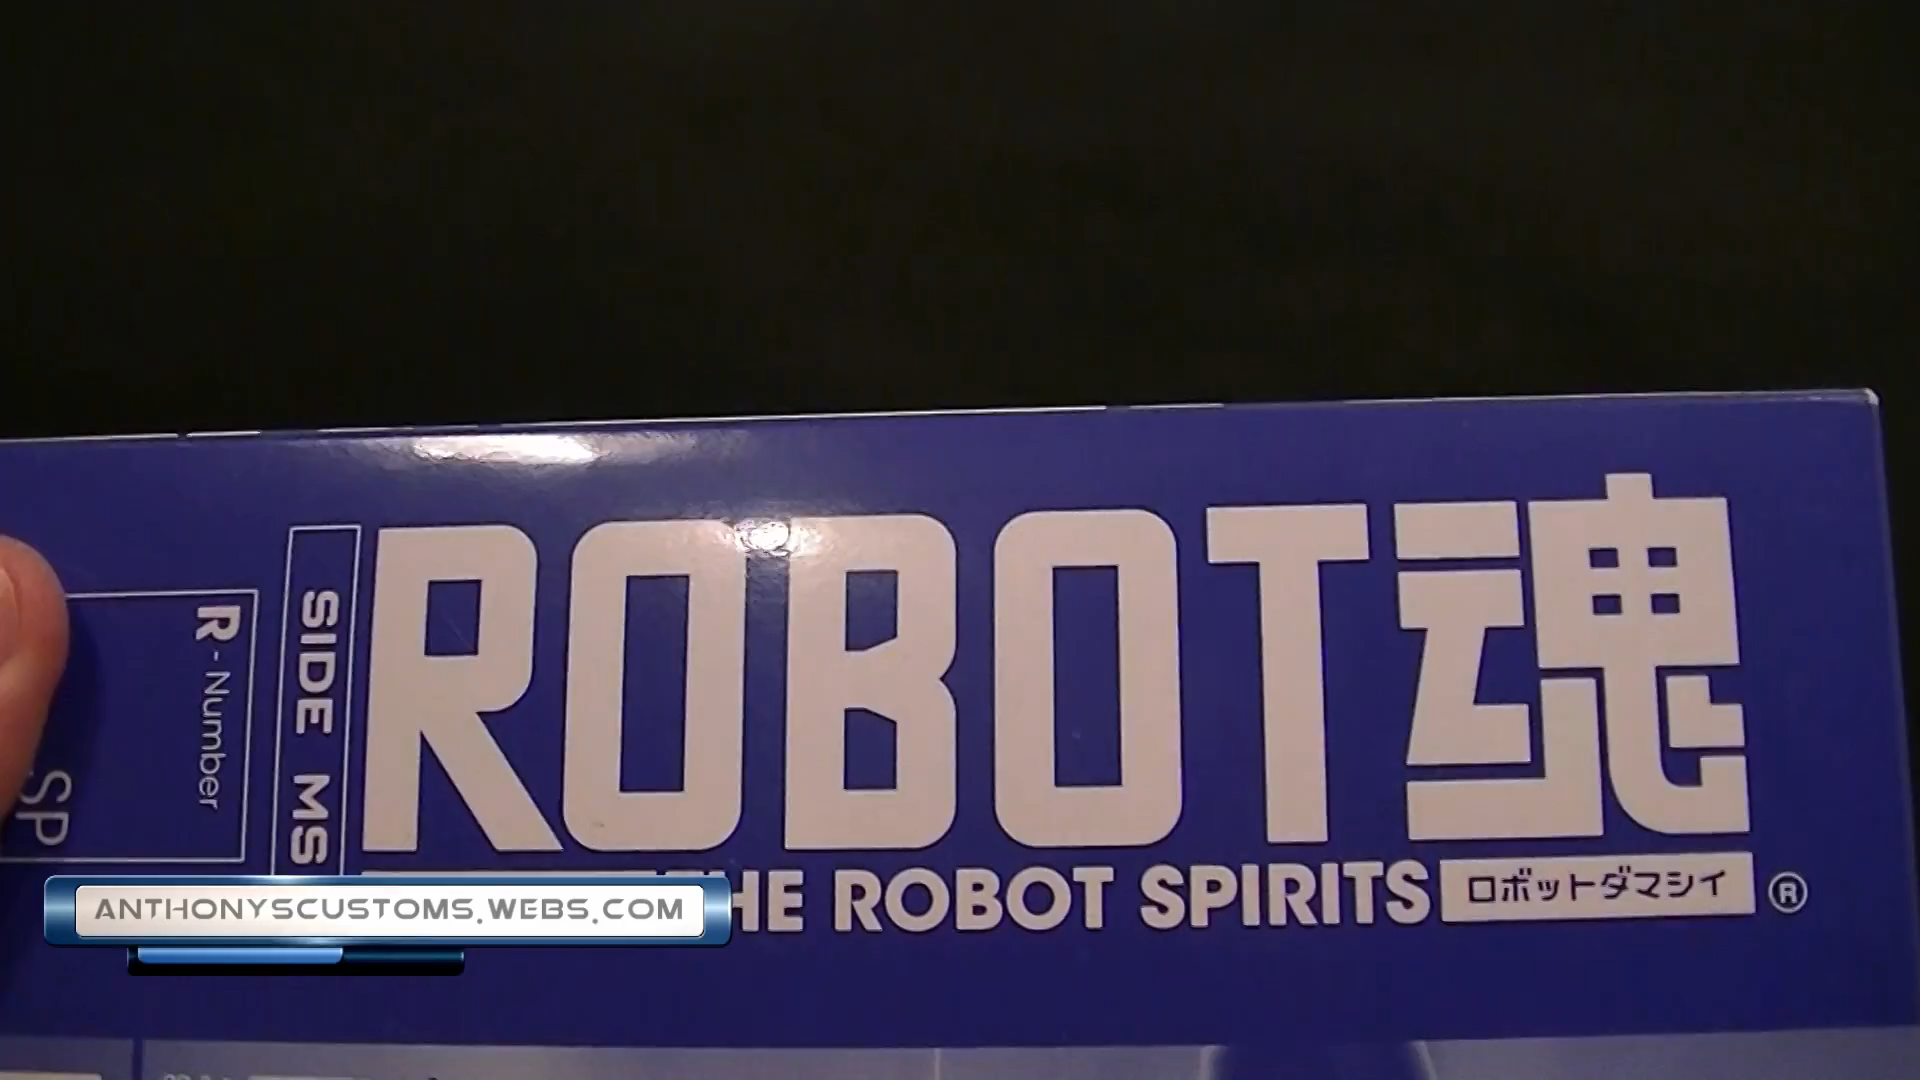 ROBOT魂
SIDE MS
R-Number
SP
THE ROBOT SPIRITS
ロボットダマシイ
®
ANTHONYSCUSTOMS.WEBS.COM